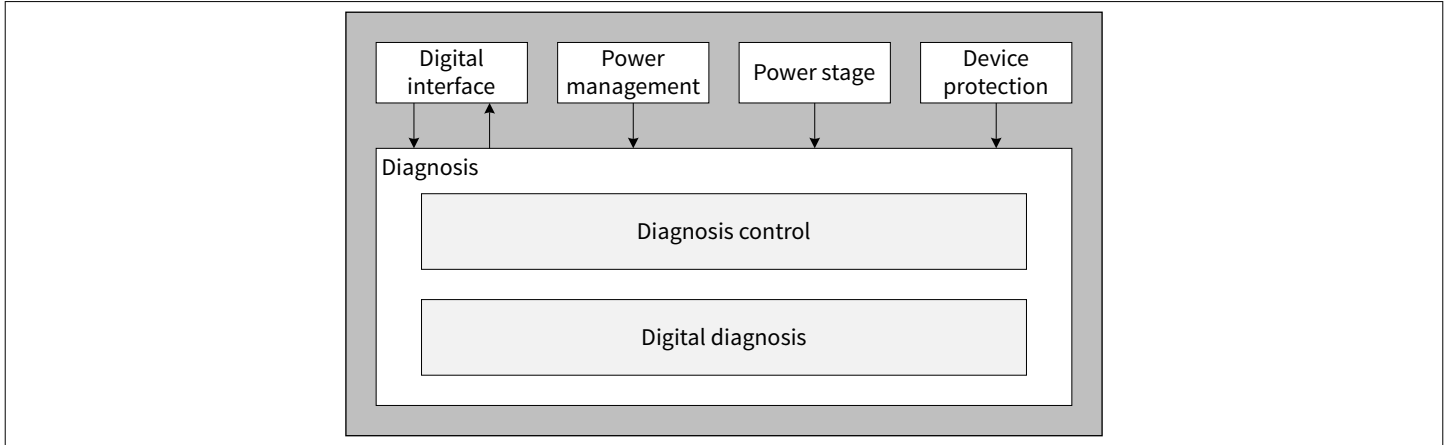 Digital
interface
Power
management
Power stage
Device
protection
Diagnosis
Diagnosis control
Digital diagnosis